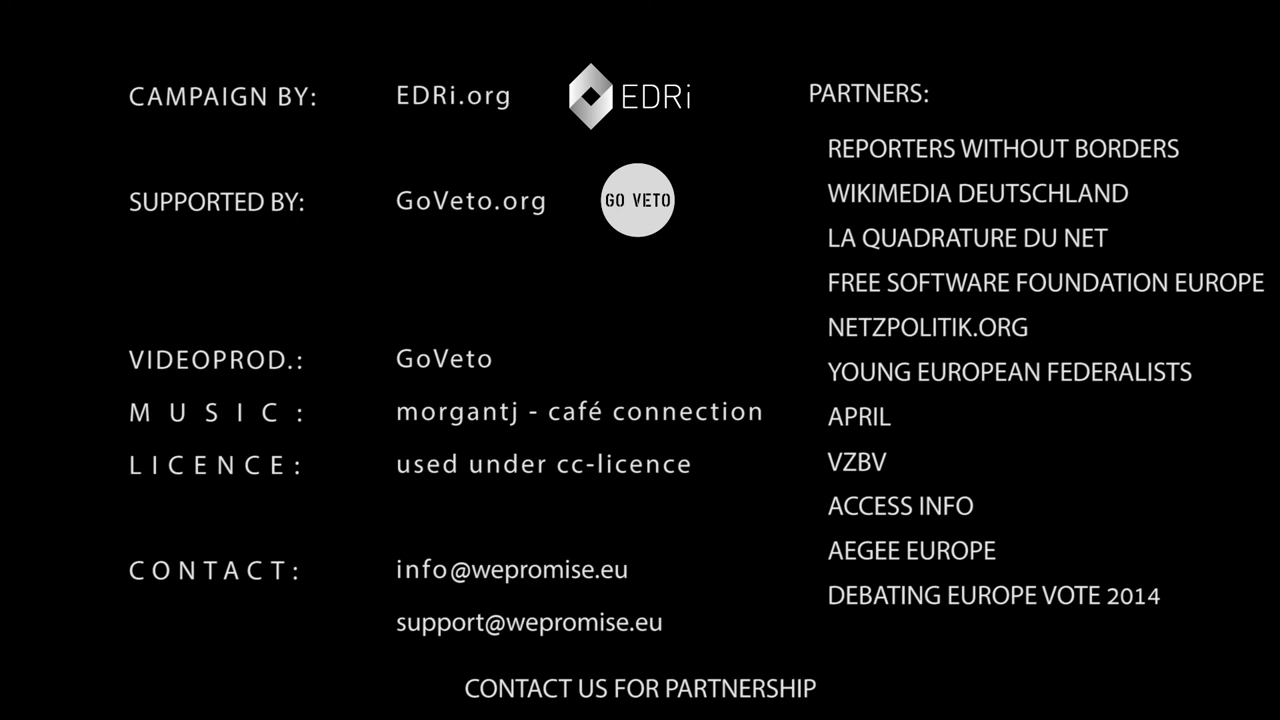 CAMPAIGN BY: EDRi.org EDRi
SUPPORTED BY: GoVeto.org GO VETO
VIDEOPROD.: GoVeto
MUSIC: morgantj - café connection
LICENCE: used under cc-licence
CONTACT: info@wepromise.eu
support@wepromise.eu
PARTNERS:
REPORTERS WITHOUT BORDERS
WIKIMEDIA DEUTSCHLAND
LA QUADRATURE DU NET
FREE SOFTWARE FOUNDATION EUROPE
NETZPOLITIK.ORG
YOUNG EUROPEAN FEDERALISTS
APRIL
VZBV
ACCESS INFO
AEGEE EUROPE
DEBATING EUROPE VOTE 2014
CONTACT US FOR PARTNERSHIP